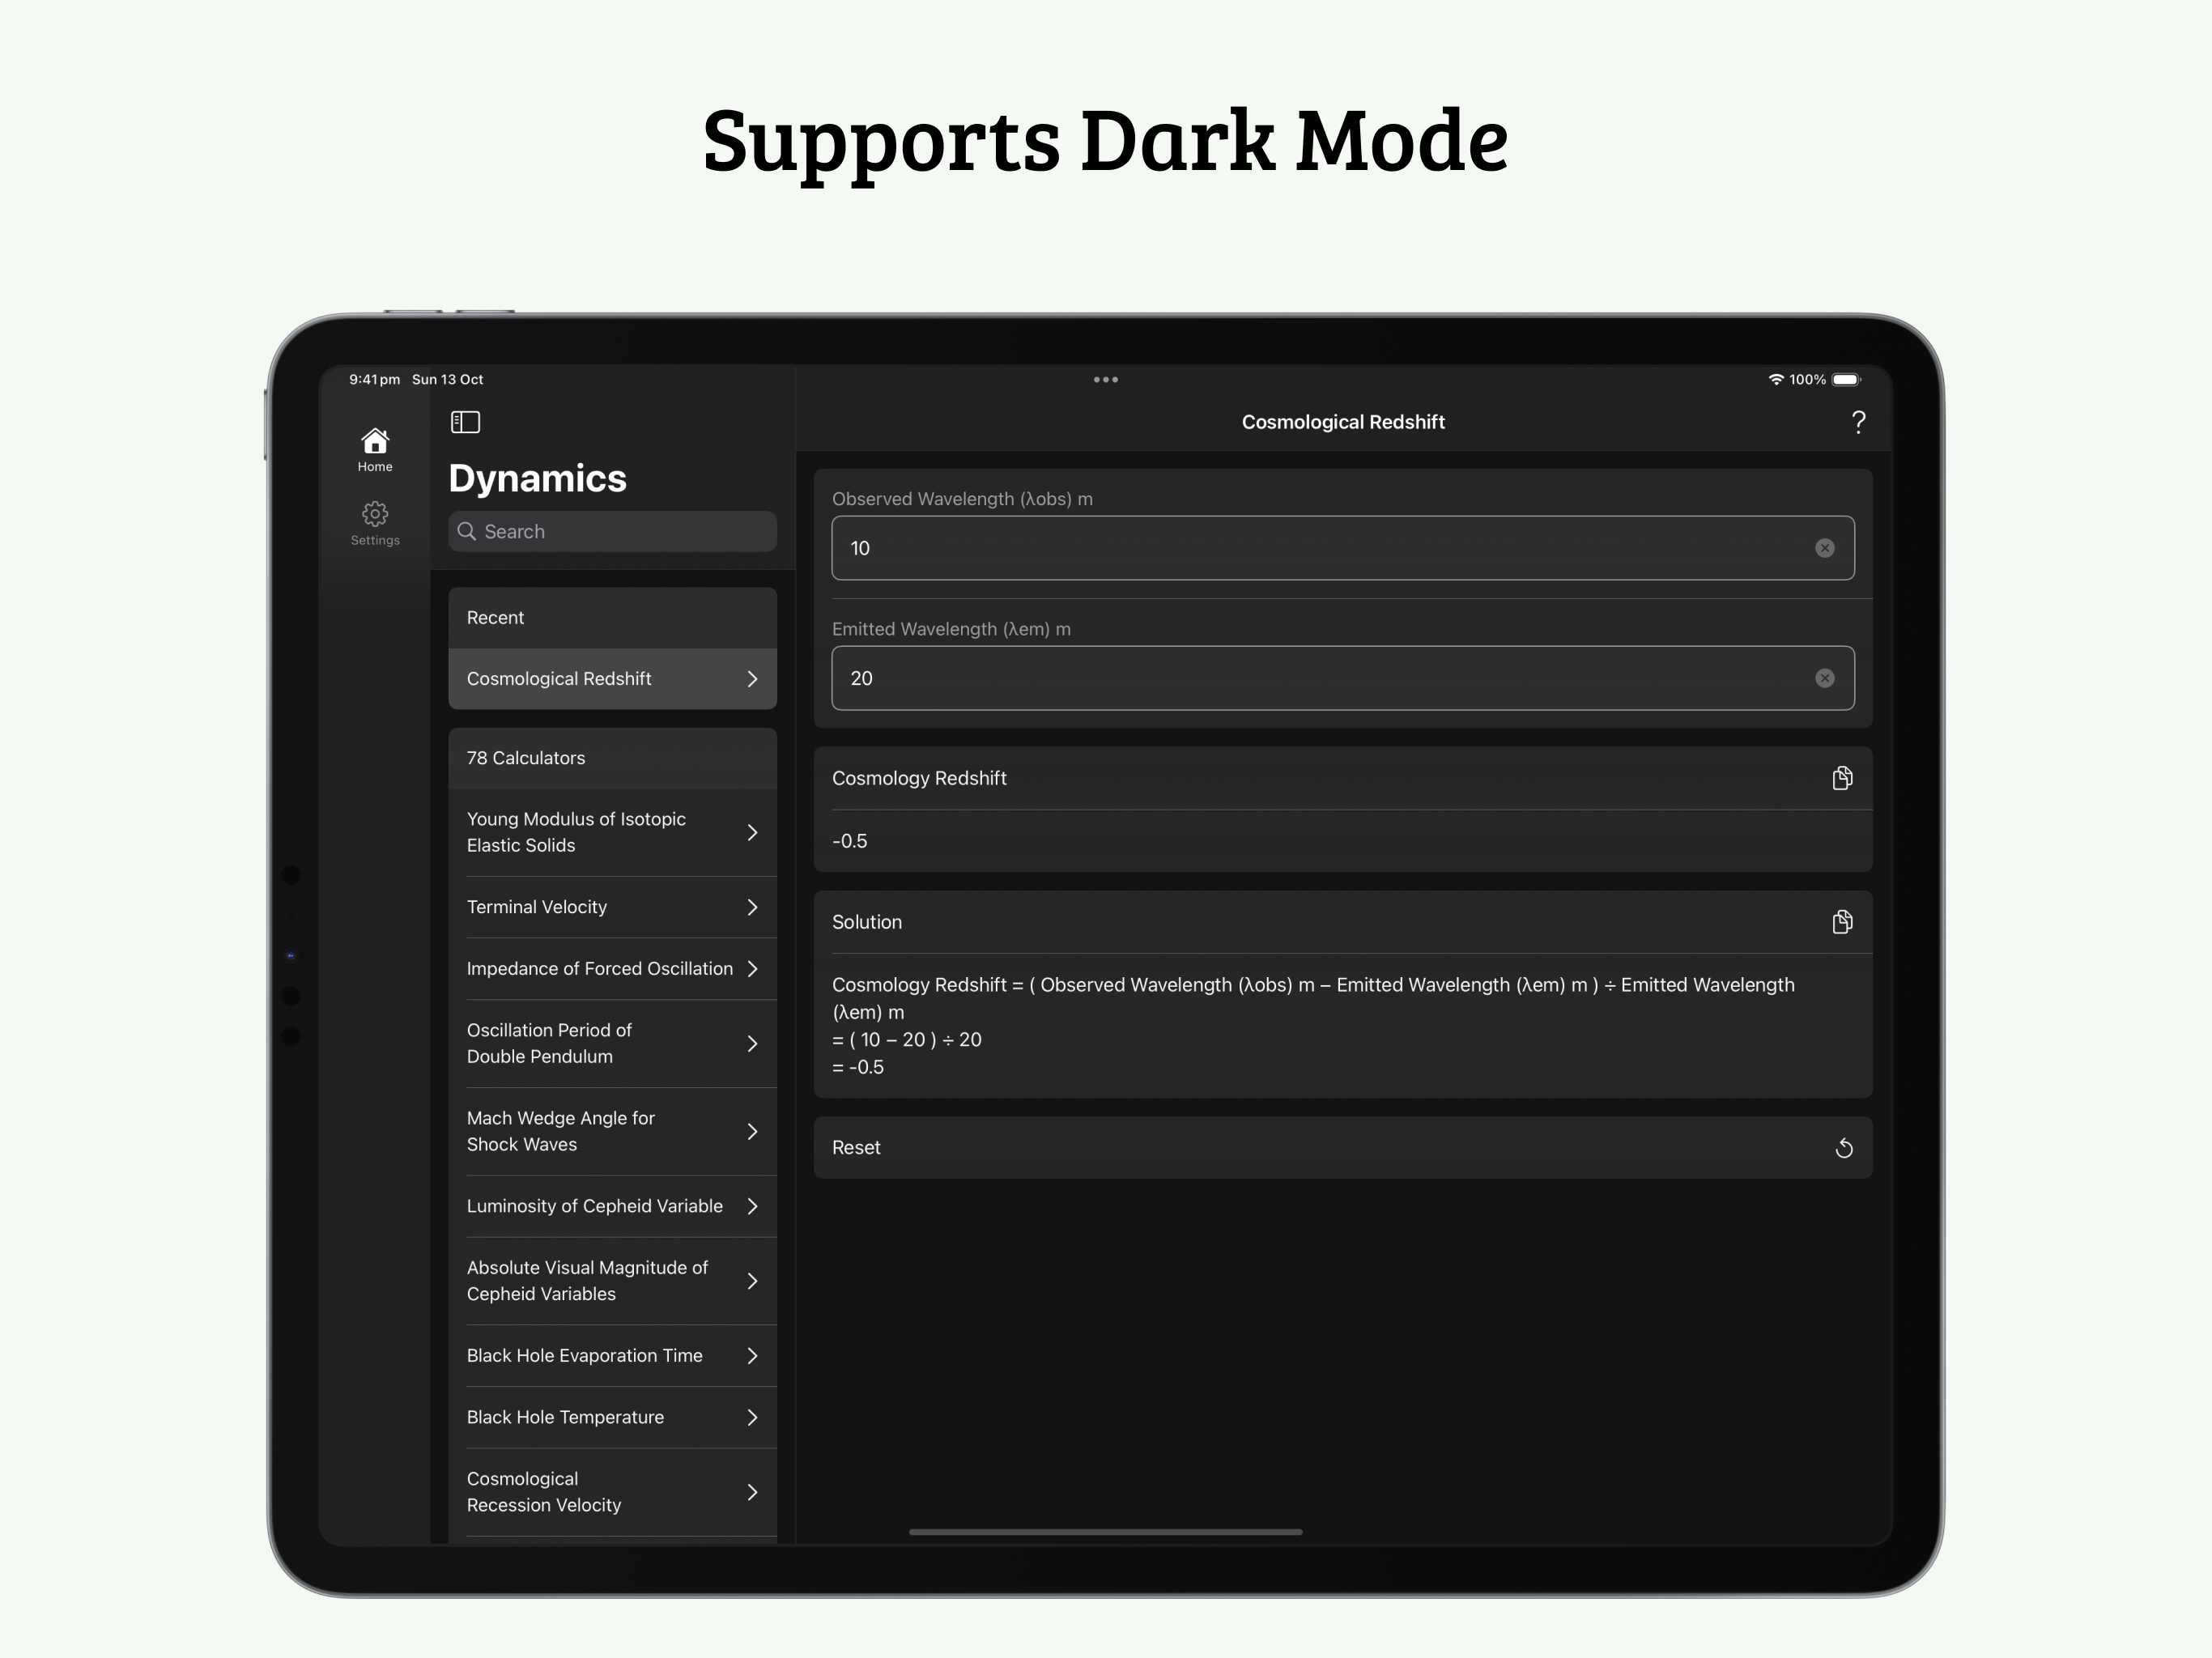 Supports Dark Mode
9:41 pm Sun 13 Oct
100%
Home
Settings
Dynamics
Search
Recent
Cosmological Redshift
78 Calculators
Young Modulus of Isotopic
Elastic Solids
Terminal Velocity
Impedance of Forced Oscillation
Oscillation Period of
Double Pendulum
Mach Wedge Angle for
Shock Waves
Luminosity of Cepheid Variable
Absolute Visual Magnitude of
Cepheid Variables
Black Hole Evaporation Time
Black Hole Temperature
Cosmological
Recession Velocity
Cosmological Redshift
?
Observed Wavelength (λobs) m
10
Emitted Wavelength (λem) m
20
Cosmology Redshift
-0.5
Solution
Cosmology Redshift = ( Observed Wavelength (λobs) m – Emitted Wavelength (λem) m ) ÷ Emitted Wavelength
(λem) m
= ( 10 – 20 ) ÷ 20
= -0.5
Reset